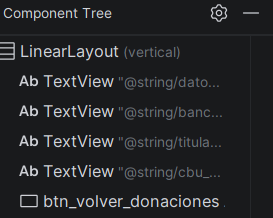 Component Tree
LinearLayout (vertical)
Ab TextView "@string/dato...
Ab TextView "@string/banc...
Ab TextView "@string/titula...
Ab TextView "@string/cbu_...
btn_volver_donaciones .